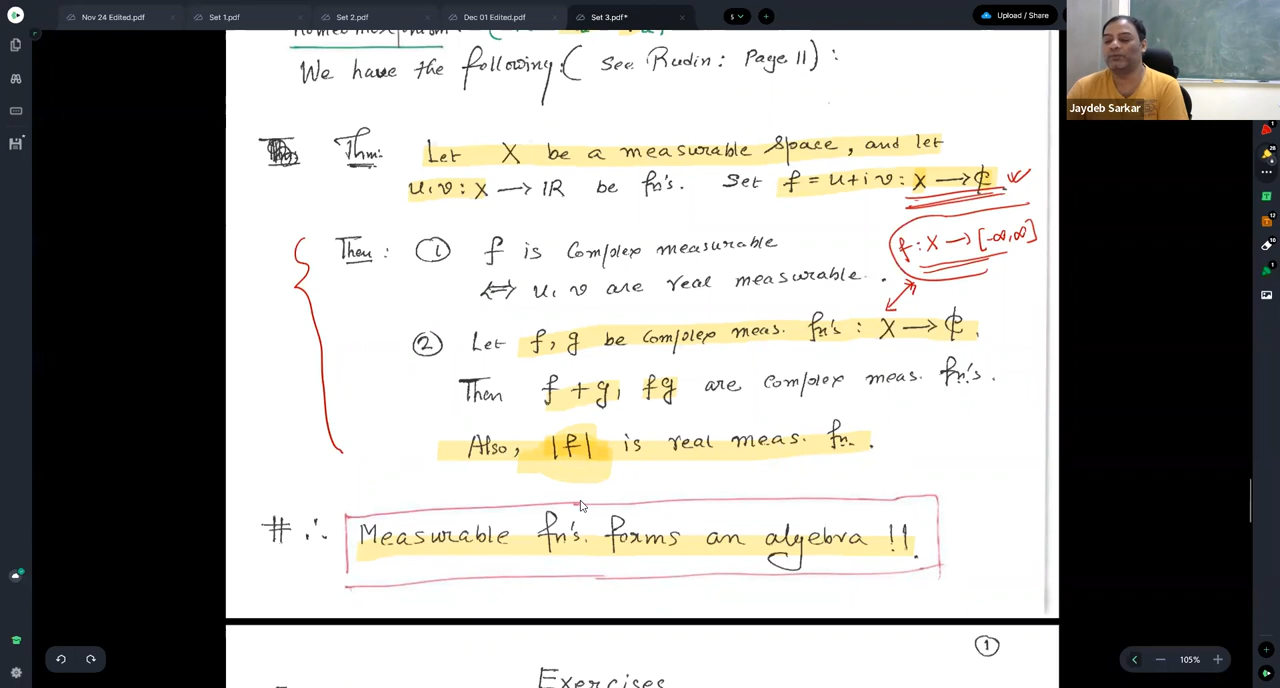 Nov 24 Edited.pdf
Set 1.pdf
Set 2.pdf
Dec 01 Edited.pdf
Set 3.pdf*
5
Upload / Share
Jaydeb Sarkar
We have the following: ( See Rudin: Page 11) :
Thm: Let X be a measurable space, and let
u, v : X → IR be fn's. Set f = u + i v : X → ℂ
f : X → [-∞, ∞]
Then : ① f is complex measurable
⇔ u, v are real measurable.
② Let f, g be complex meas. fn's : X → ℂ.
Then f + g, fg are complex meas. fn's.
Also, |f| is real meas. fn.
# ∴ Measurable fn's. forms an algebra !!.
①
Exercises
105%